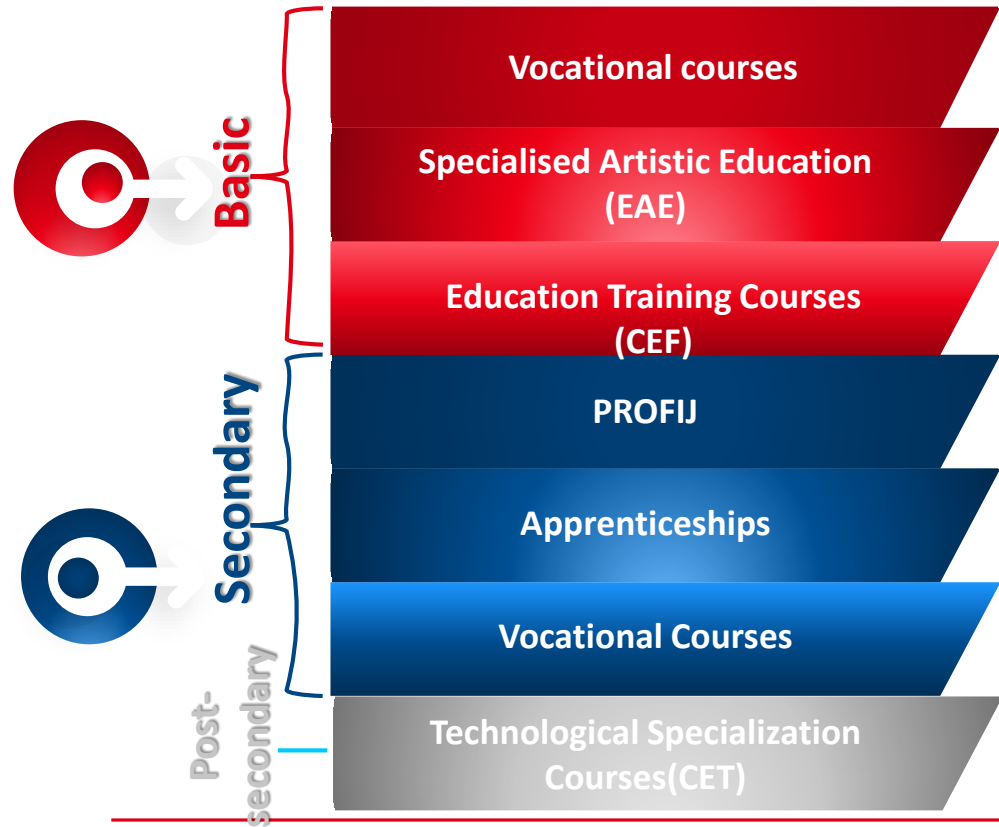 Basic
Vocational courses
Specialised Artistic Education
(EAE)
Education Training Courses
(CEF)
Secondary
PROFIJ
Apprenticeships
Vocational Courses
Post-
secondary
Technological Specialization
Courses(CET)